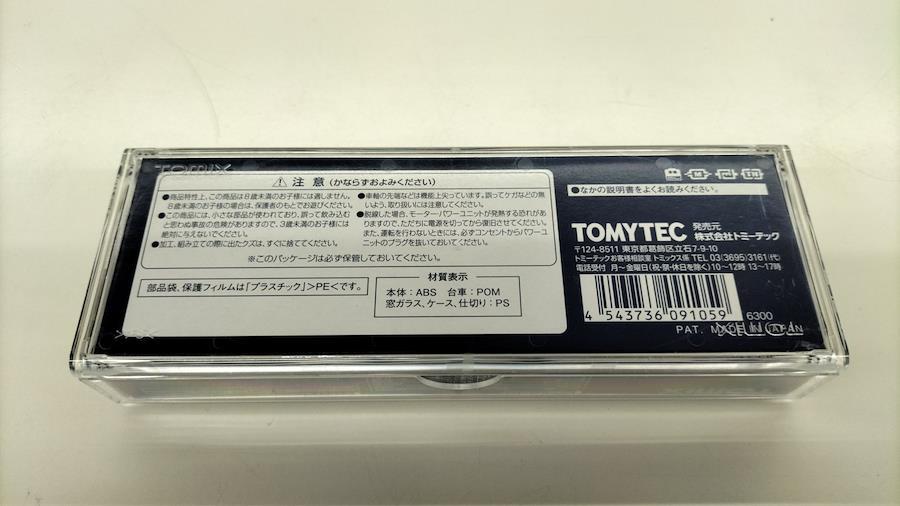 TOMIX
⚠ 注 意 (かならずおよみください)
●商品特性上、この商品は8歳未満のお子様には適しません。
8歳未満のお子様の場合は、保護者のもとでお遊びください。
●この商品には、小さな部品が使われており、誤って飲み込むと
思わぬ事故の危険がありますので、3歳未満のお子様には
絶対に与えないでください。
●加工、組み立ての際に出たクズは、すぐに捨ててください。
●車軸の先端などは機能上尖っています。誤ってケガなどの無
いよう、取り扱いには注意してください。
●脱線した場合、モーターパワーユニットが発熱する恐れがあ
りますので、ただちに電源を切ってから復旧させてください。
また、運転を行わないときには、必ずコンセントからパワーユ
ニットのプラグを抜いておいてください。
※このパッケージは必ず保管しておいてください。
部品袋、保護フィルムは「プラスチック」>PE<です。
材質表示
本体:ABS 台車:POM
窓ガラス、ケース、仕切り:PS
●なかの説明書をよくお読みください。
TOMYTEC 発売元 株式会社トミーテック
〒124-8511 東京都葛飾区立石7-9-10
トミーテックお客様相談室 トミックス係 TEL 03(3695)3161(代)
電話受付 月〜金曜日(祝・祭・休日を除く)10〜12時 13〜17時
4 543736 091059
6300
PAT. MADE IN JAPAN